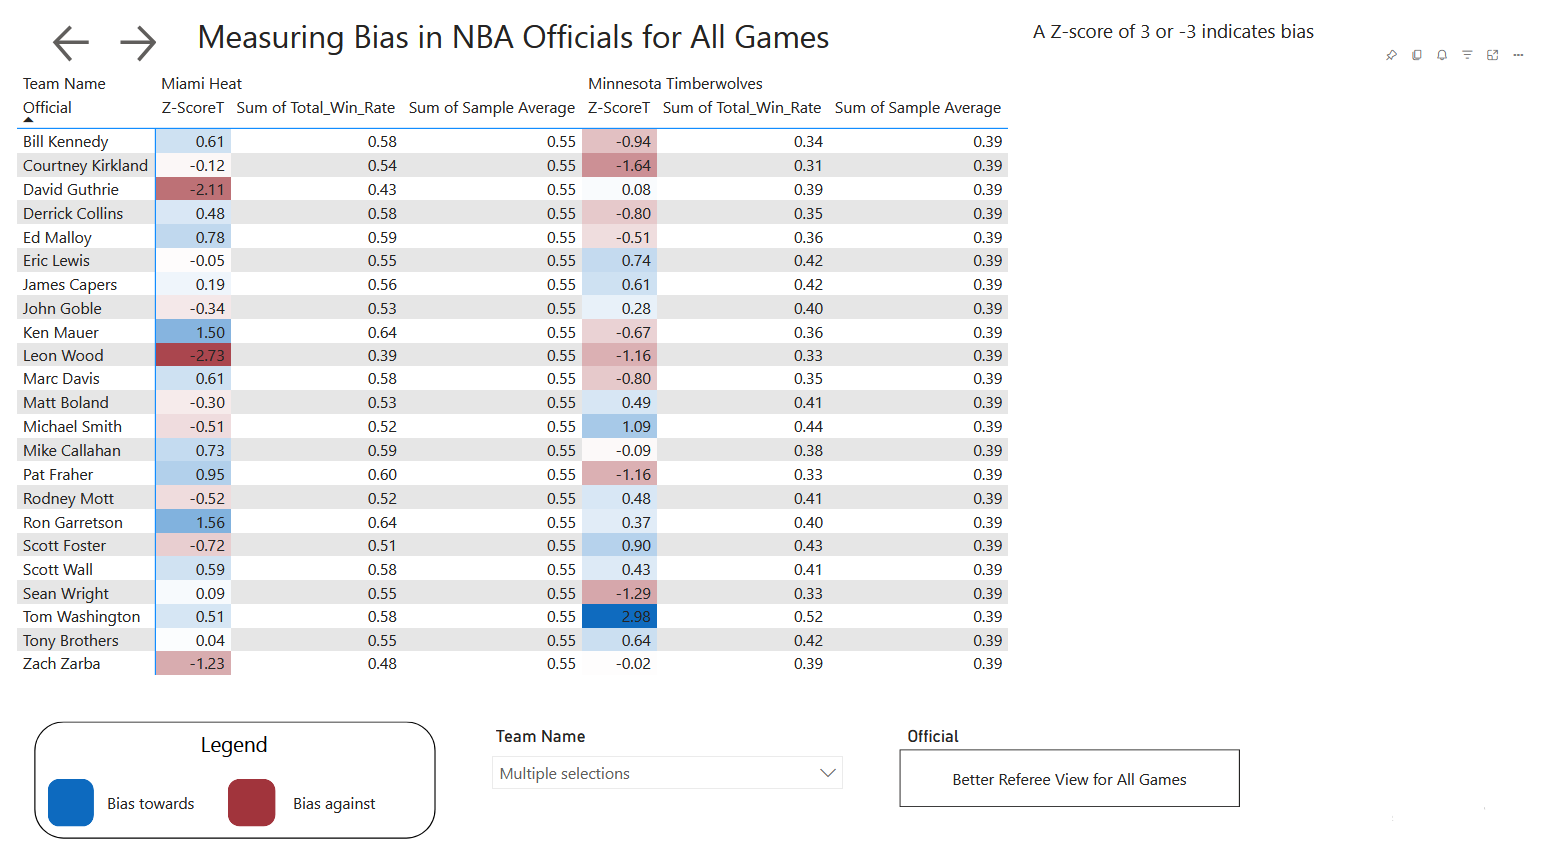 Measuring Bias in NBA Officials for All Games
A Z-score of 3 or -3 indicates bias
Team Name Miami Heat Minnesota Timberwolves
Official Z-ScoreT Sum of Total_Win_Rate Sum of Sample Average Z-ScoreT Sum of Total_Win_Rate Sum of Sample Average
Bill Kennedy 0.61 0.58 0.55 -0.94 0.34 0.39
Courtney Kirkland -0.12 0.54 0.55 -1.64 0.31 0.39
David Guthrie -2.11 0.43 0.55 0.08 0.39 0.39
Derrick Collins 0.48 0.58 0.55 -0.80 0.35 0.39
Ed Malloy 0.78 0.59 0.55 -0.51 0.36 0.39
Eric Lewis -0.05 0.55 0.55 0.74 0.42 0.39
James Capers 0.19 0.56 0.55 0.61 0.42 0.39
John Goble -0.34 0.53 0.55 0.28 0.40 0.39
Ken Mauer 1.50 0.64 0.55 -0.67 0.36 0.39
Leon Wood -2.73 0.39 0.55 -1.16 0.33 0.39
Marc Davis 0.61 0.58 0.55 -0.80 0.35 0.39
Matt Boland -0.30 0.53 0.55 0.49 0.41 0.39
Michael Smith -0.51 0.52 0.55 1.09 0.44 0.39
Mike Callahan 0.73 0.59 0.55 -0.09 0.38 0.39
Pat Fraher 0.95 0.60 0.55 -1.16 0.33 0.39
Rodney Mott -0.52 0.52 0.55 0.48 0.41 0.39
Ron Garretson 1.56 0.64 0.55 0.37 0.40 0.39
Scott Foster -0.72 0.51 0.55 0.90 0.43 0.39
Scott Wall 0.59 0.58 0.55 0.43 0.41 0.39
Sean Wright 0.09 0.55 0.55 -1.29 0.33 0.39
Tom Washington 0.51 0.58 0.55 2.98 0.52 0.39
Tony Brothers 0.04 0.55 0.55 0.64 0.42 0.39
Zach Zarba -1.23 0.48 0.55 -0.02 0.39 0.39
Legend
Bias towards Bias against
Team Name
Multiple selections
Official
Better Referee View for All Games